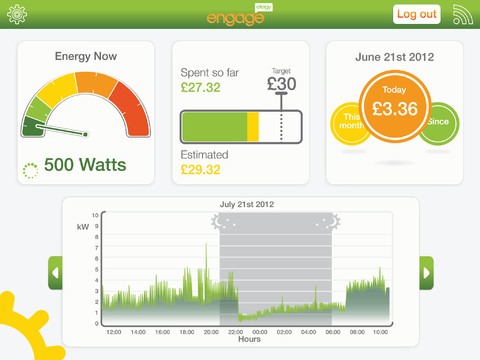 efergy
engage
Log out
Energy Now
500 Watts
Spent so far
£27.32
Target
£30
Estimated
£29.32
June 21st 2012
This month
Today
£3.36
Since
July 21st 2012
kW
10
9
8
7
6
5
4
3
2
1
0
12:00 14:00 16:00 18:00 20:00 22:00 00:00 02:00 04:00 06:00 08:00 10:00
Hours